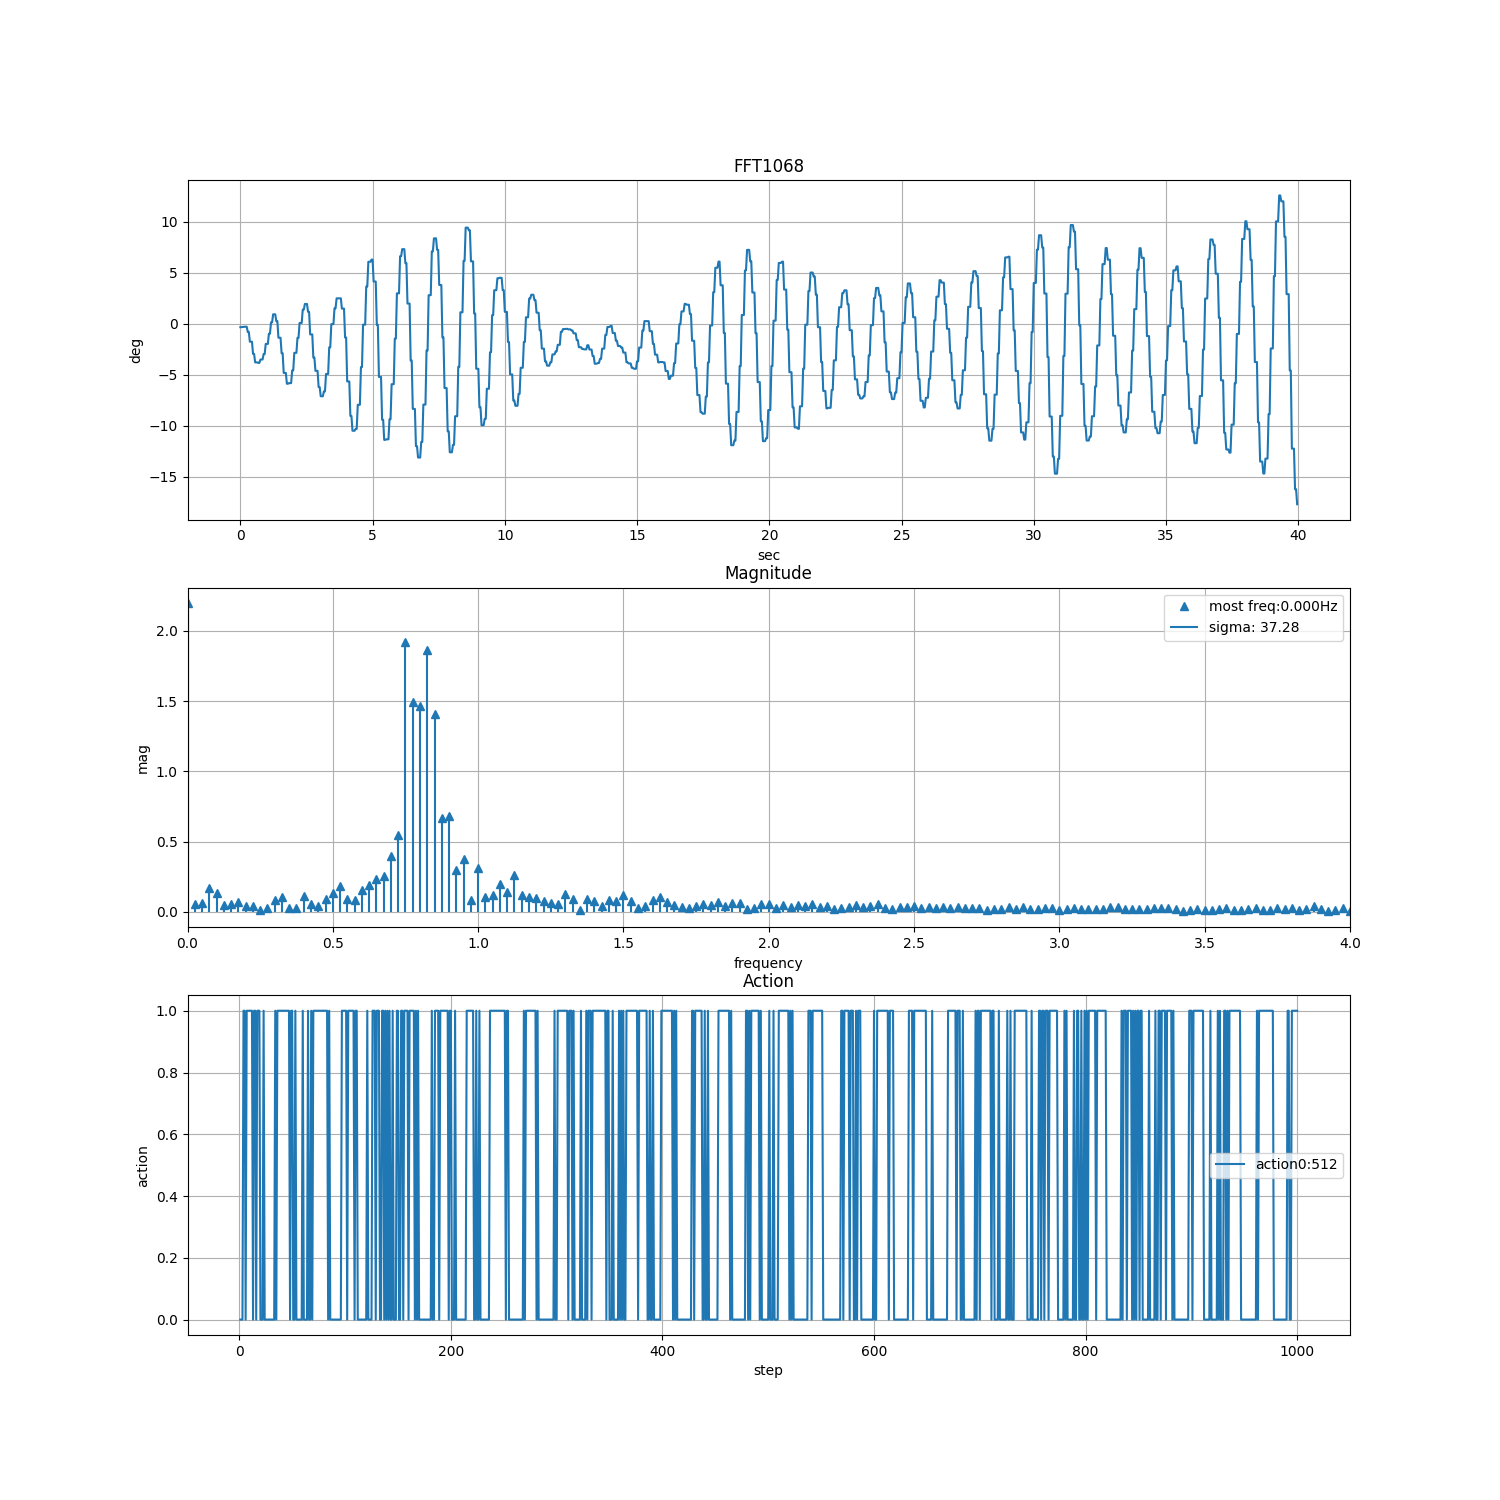 FFT1068
10
5
0
−5
−10
−15
deg
0 5 10 15 20 25 30 35 40
sec
Magnitude
most freq:0.000Hz
sigma: 37.28
2.0
1.5
1.0
0.5
0.0
mag
0.0 0.5 1.0 1.5 2.0 2.5 3.0 3.5 4.0
frequency
Action
1.0
0.8
0.6
0.4
0.2
0.0
action
action0:512
0 200 400 600 800 1000
step